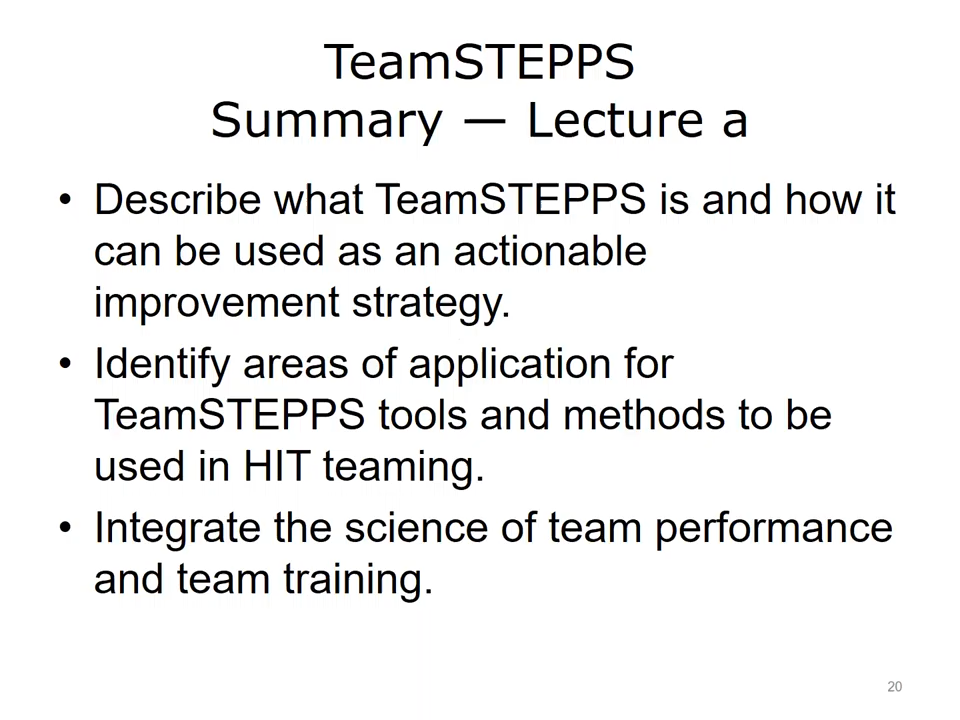 TeamSTEPPS
Summary — Lecture a
• Describe what TeamSTEPPS is and how it
can be used as an actionable
improvement strategy.
• Identify areas of application for
TeamSTEPPS tools and methods to be
used in HIT teaming.
• Integrate the science of team performance
and team training.
20